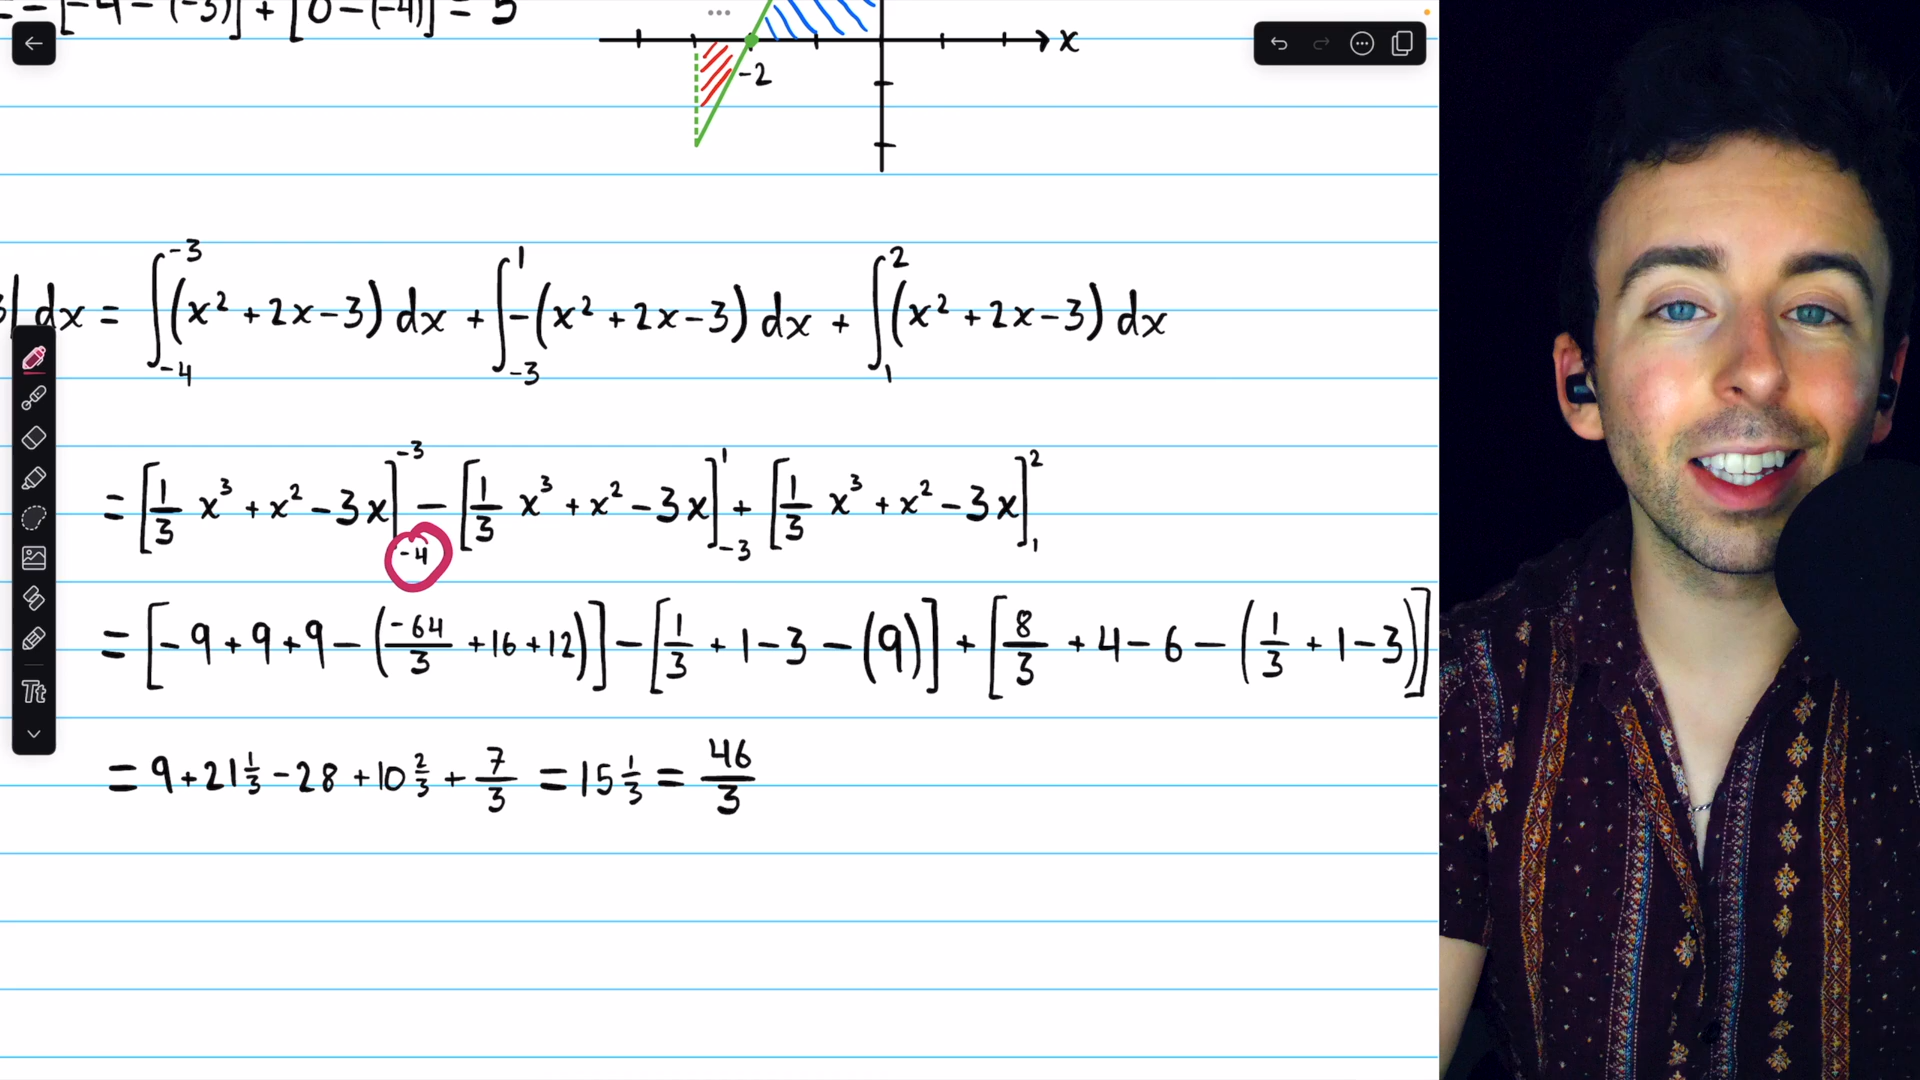 = -[-4-(-3)] + [0-(-4)] = 5
x
-2
3| dx = ∫_{-4}^{-3} (x² + 2x - 3) dx + ∫_{-3}^{1} -(x² + 2x - 3) dx + ∫_{1}^{2} (x² + 2x - 3) dx
= [1/3 x³ + x² - 3x]_{-4}^{-3} - [1/3 x³ + x² - 3x]_{-3}^{1} + [1/3 x³ + x² - 3x]_{1}^{2}
= [-9 + 9 + 9 - (-64/3 + 16 + 12)] - [1/3 + 1 - 3 - (9)] + [8/3 + 4 - 6 - (1/3 + 1 - 3)]
= 9 + 21 1/3 - 28 + 10 2/3 + 7/3 = 15 1/3 = 46/3
Tt